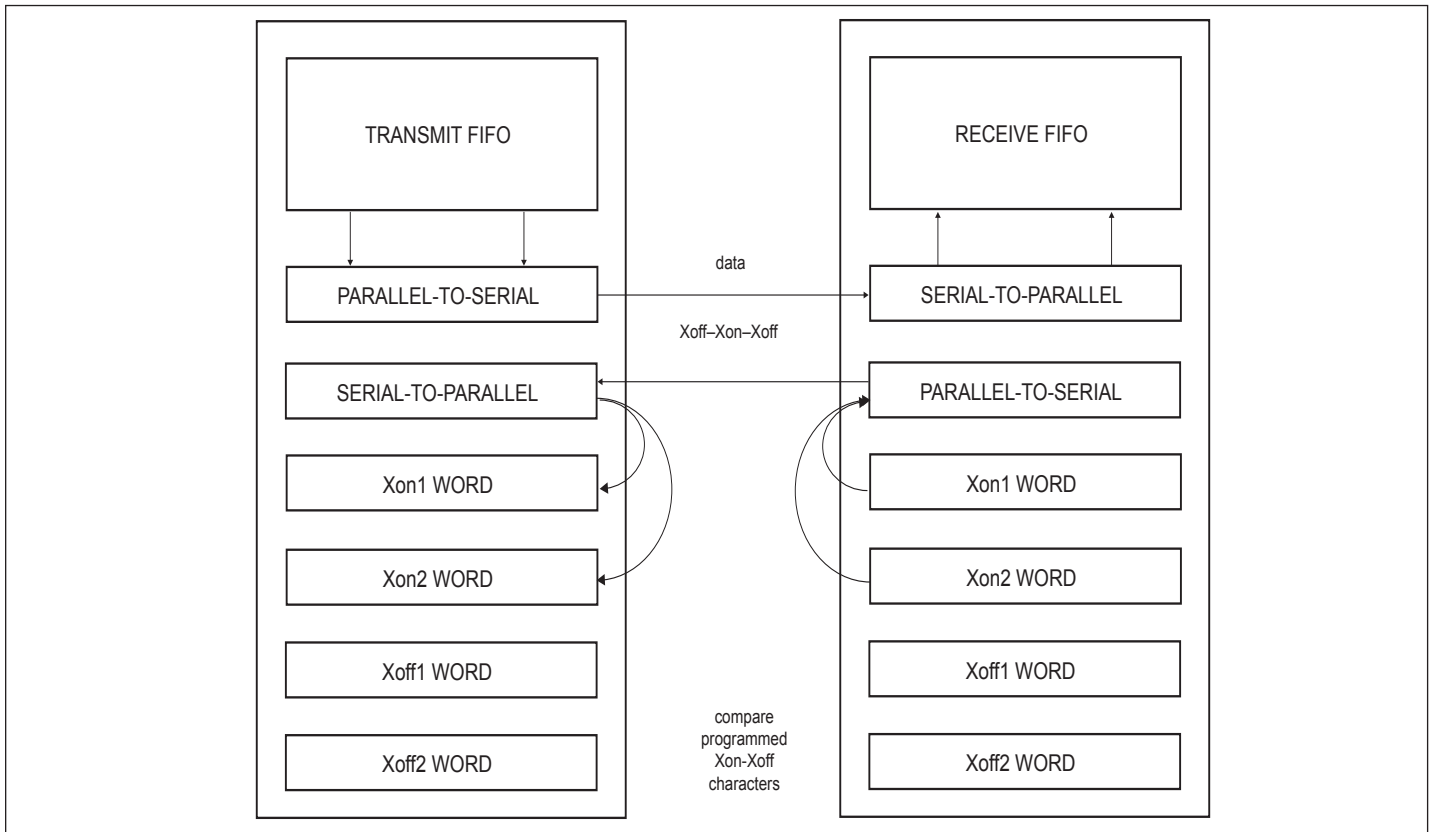 TRANSMIT FIFO
PARALLEL-TO-SERIAL
SERIAL-TO-PARALLEL
Xon1 WORD
Xon2 WORD
Xoff1 WORD
Xoff2 WORD
data
Xoff–Xon–Xoff
compare
programmed
Xon-Xoff
characters
RECEIVE FIFO
SERIAL-TO-PARALLEL
PARALLEL-TO-SERIAL
Xon1 WORD
Xon2 WORD
Xoff1 WORD
Xoff2 WORD